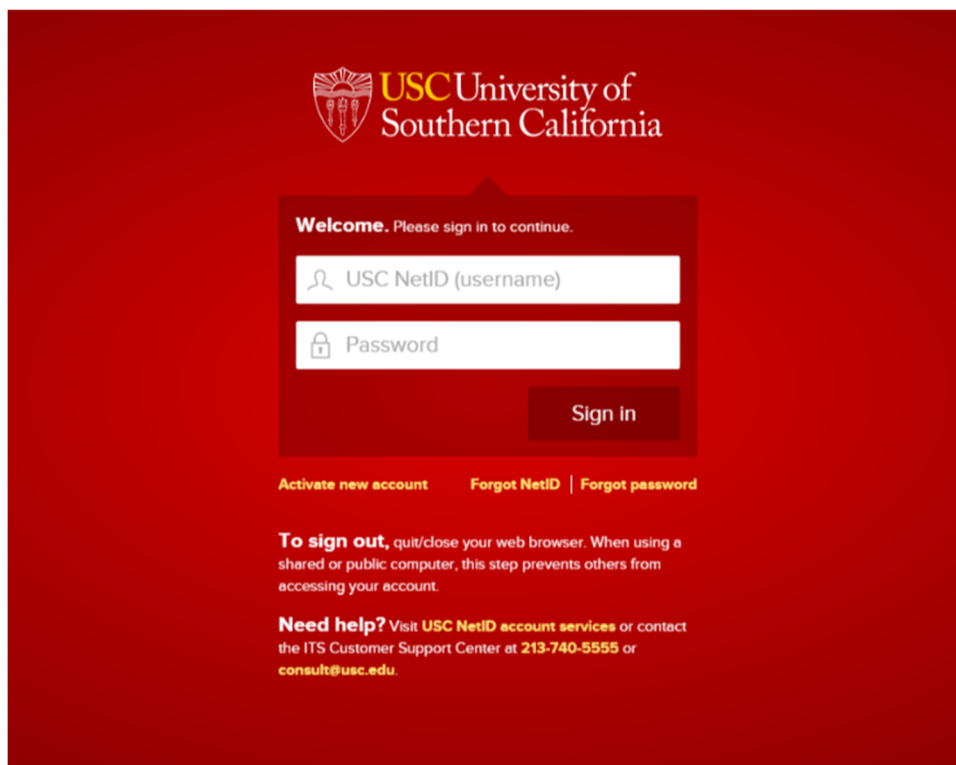 USC University of
Southern California
Welcome. Please sign in to continue.
USC NetID (username)
Password
Sign in
Activate new account Forgot NetID | Forgot password
To sign out, quit/close your web browser. When using a
shared or public computer, this step prevents others from
accessing your account.
Need help? Visit USC NetID account services or contact
the ITS Customer Support Center at 213-740-5555 or
consult@usc.edu.